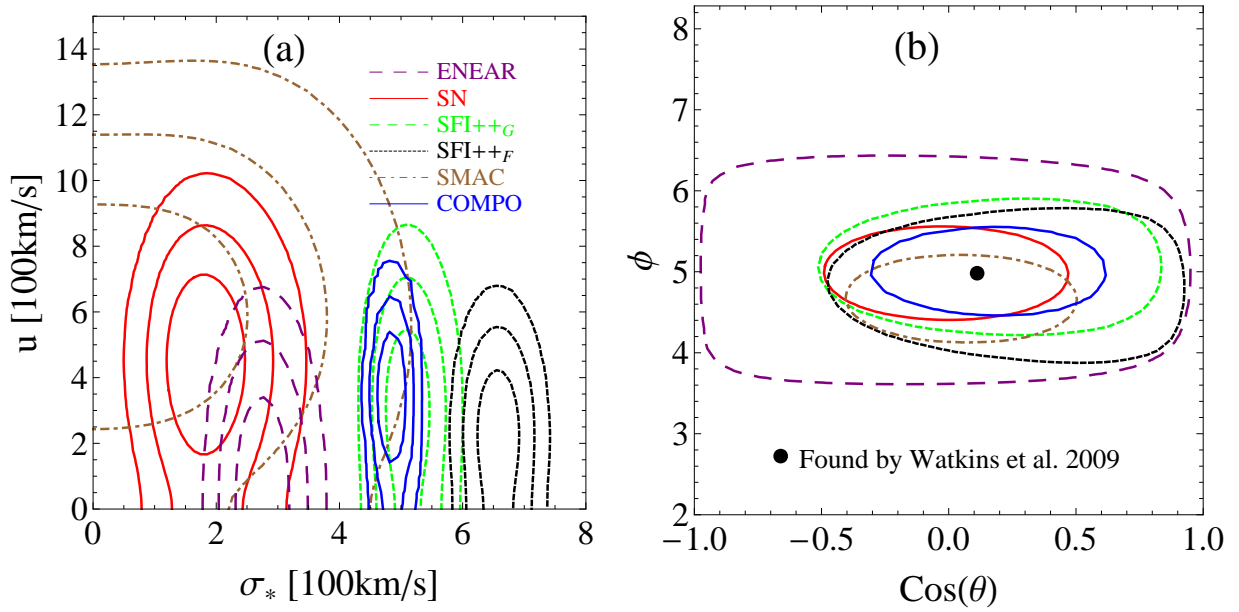 (a)
14
12
10
8
6
4
2
0
u [100km/s]
0 2 4 6 8
σ* [100km/s]
ENEAR
SN
SFI++G
SFI++F
SMAC
COMPO
(b)
8
7
6
5
4
3
2
ϕ
−1.0 −0.5 0.0 0.5 1.0
Cos(θ)
Found by Watkins et al. 2009